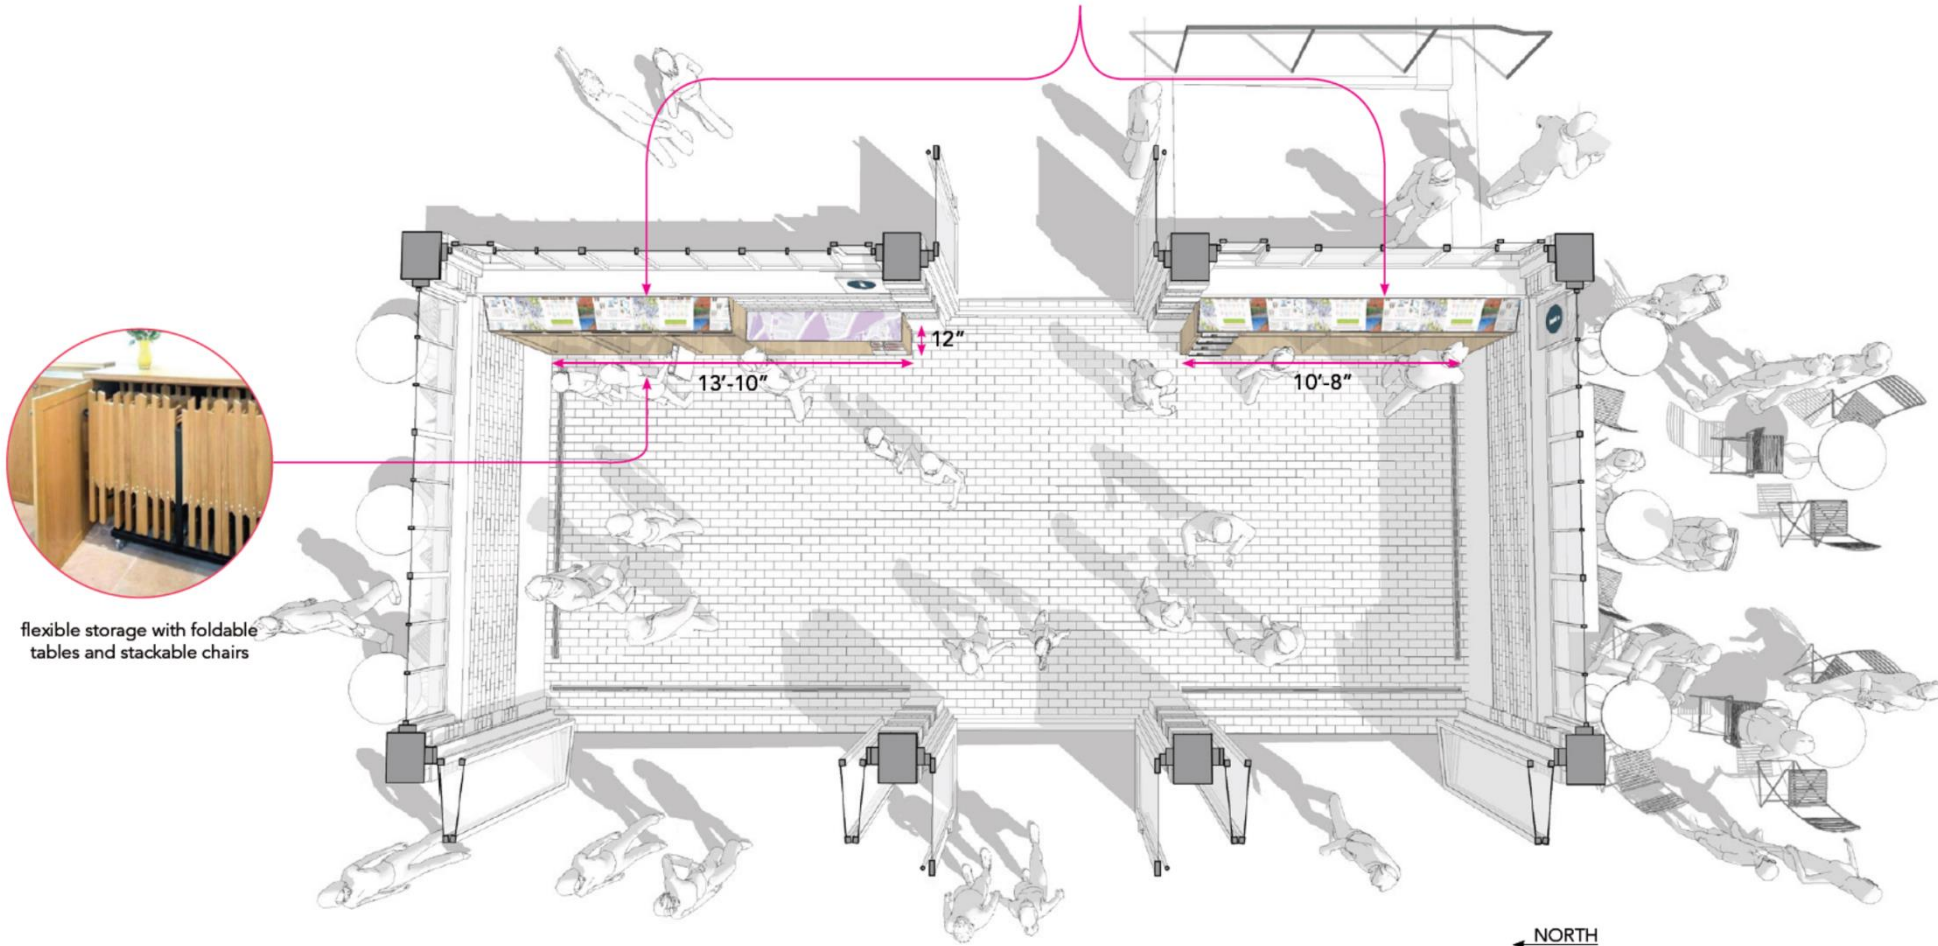 12”
13’-10”
10’-8”
flexible storage with foldable
tables and stackable chairs
NORTH